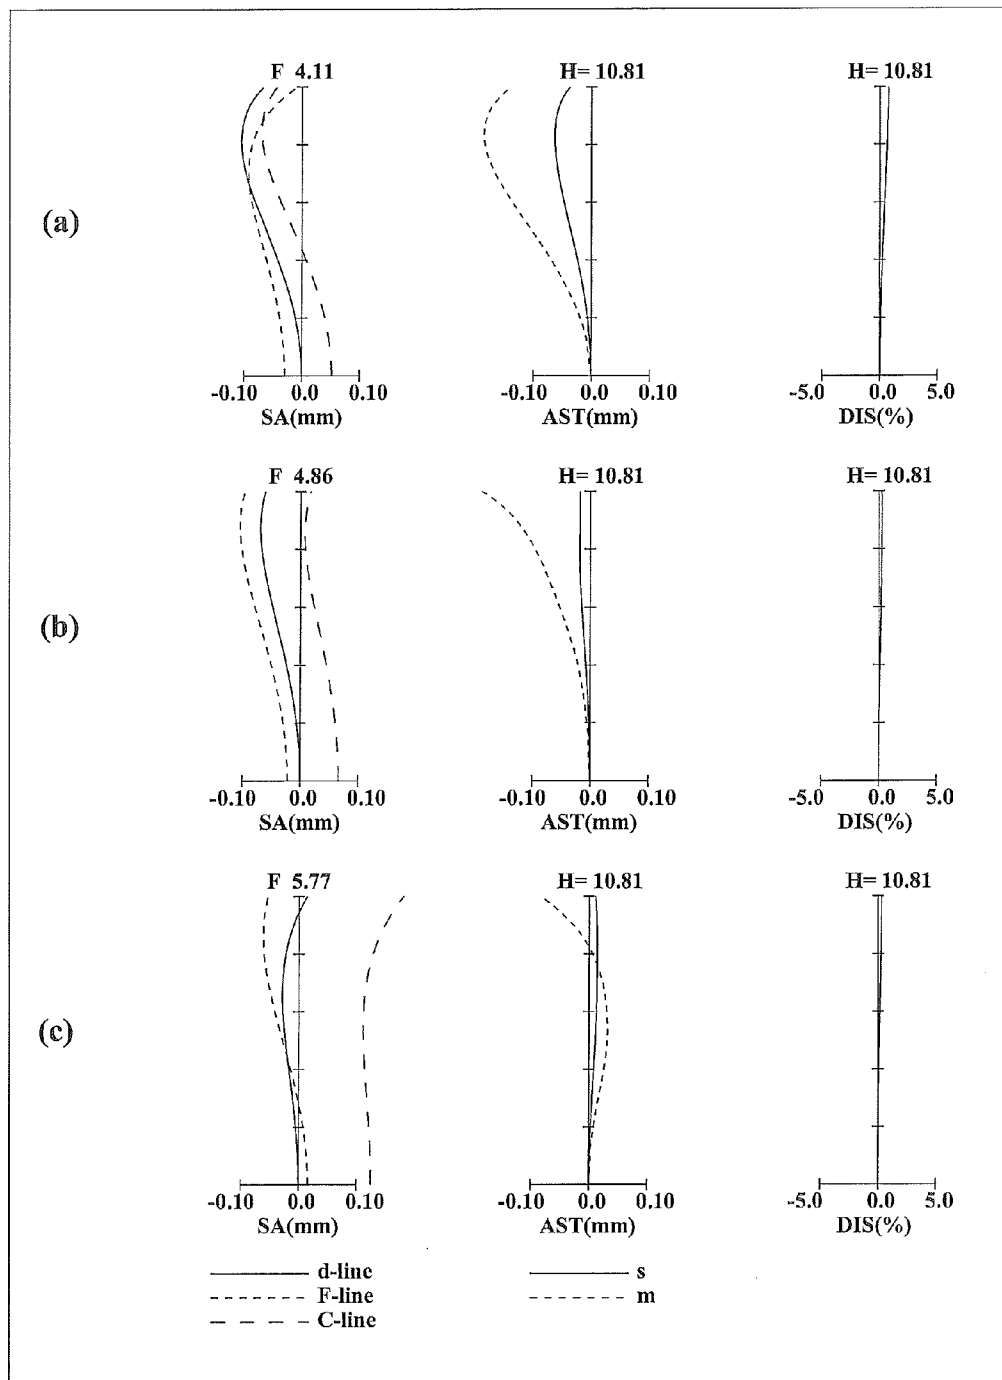 F 4.11 H= 10.81 H= 10.81
(a)
-0.10 0.0 0.10 -0.10 0.0 0.10 -5.0 0.0 5.0
SA(mm) AST(mm) DIS(%)
F 4.86 H= 10.81 H= 10.81
(b)
-0.10 0.0 0.10 -0.10 0.0 0.10 -5.0 0.0 5.0
SA(mm) AST(mm) DIS(%)
F 5.77 H= 10.81 H= 10.81
(c)
-0.10 0.0 0.10 -0.10 0.0 0.10 -5.0 0.0 5.0
SA(mm) AST(mm) DIS(%)
d-line s
F-line m
C-line